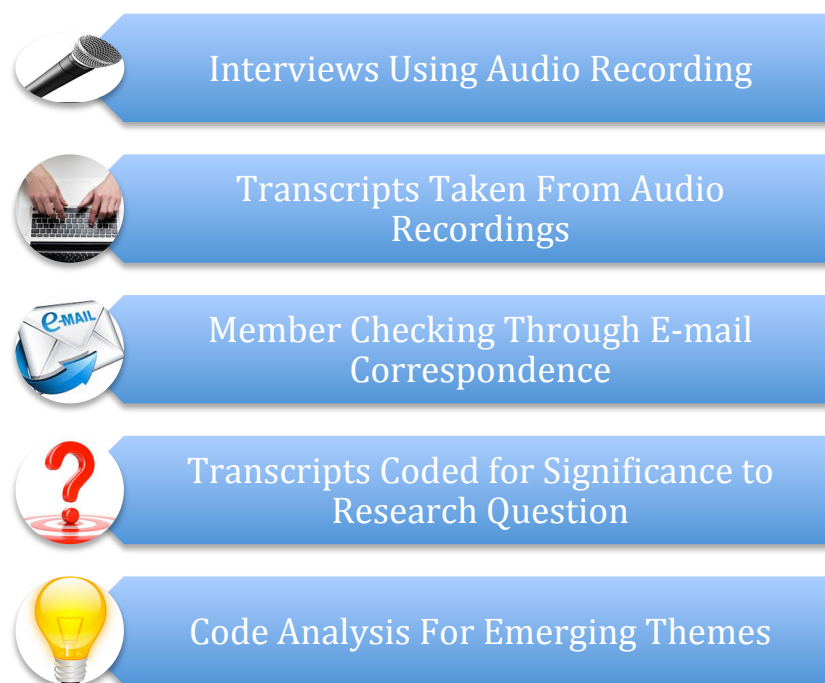 Interviews Using Audio Recording
Transcripts Taken From Audio
Recordings
E-MAIL
Member Checking Through E-mail
Correspondence
Transcripts Coded for Significance to
Research Question
Code Analysis For Emerging Themes